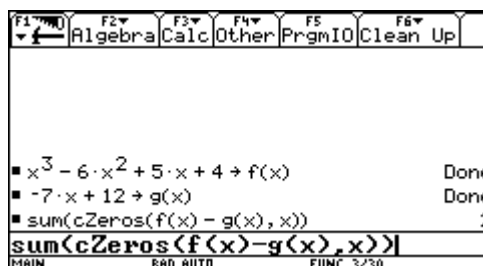 F1 F2 F3 F4 F5 F6
Algebra Calc Other PrgmIO Clean Up
x³ − 6·x² + 5·x + 4 → f(x) Done
-7·x + 12 → g(x) Done
sum(cZeros(f(x) − g(x), x)) 2
sum(cZeros(f(x)-g(x),x))
MAIN RAD AUTO FUNC 3/30